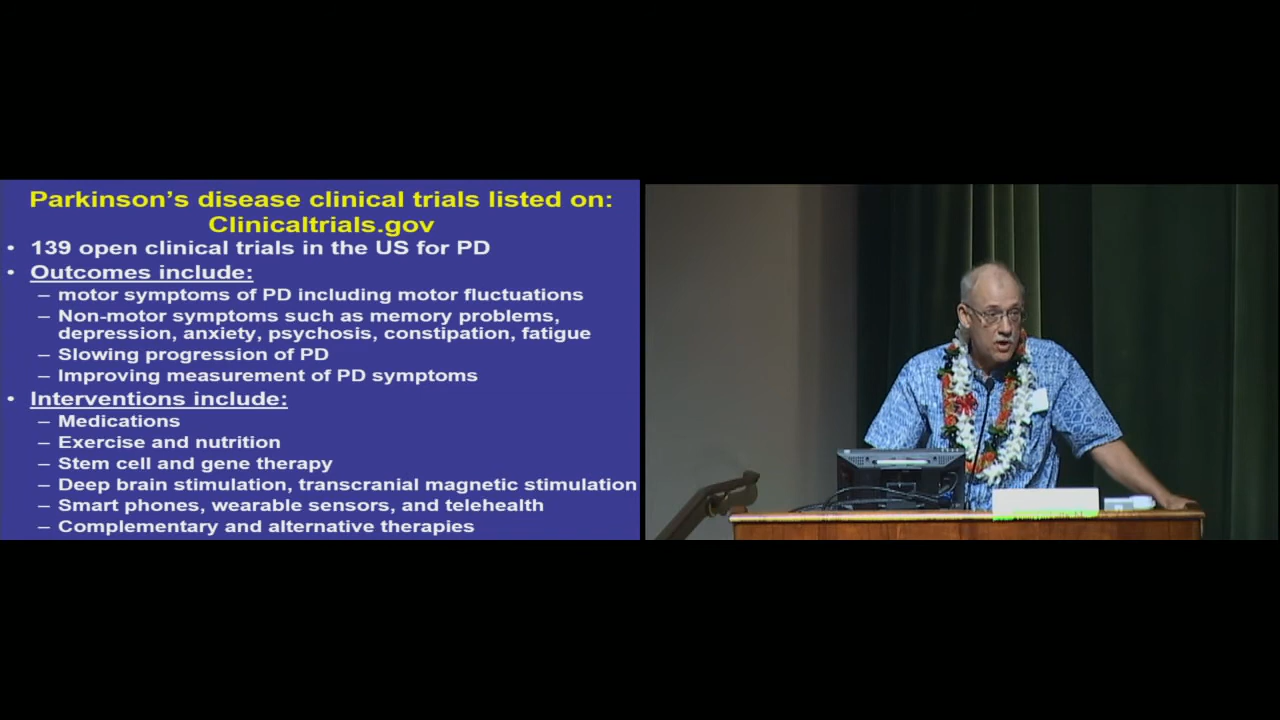 Parkinson's disease clinical trials listed on:
Clinicaltrials.gov
• 139 open clinical trials in the US for PD
• Outcomes include:
– motor symptoms of PD including motor fluctuations
– Non-motor symptoms such as memory problems,
depression, anxiety, psychosis, constipation, fatigue
– Slowing progression of PD
– Improving measurement of PD symptoms
• Interventions include:
– Medications
– Exercise and nutrition
– Stem cell and gene therapy
– Deep brain stimulation, transcranial magnetic stimulation
– Smart phones, wearable sensors, and telehealth
– Complementary and alternative therapies